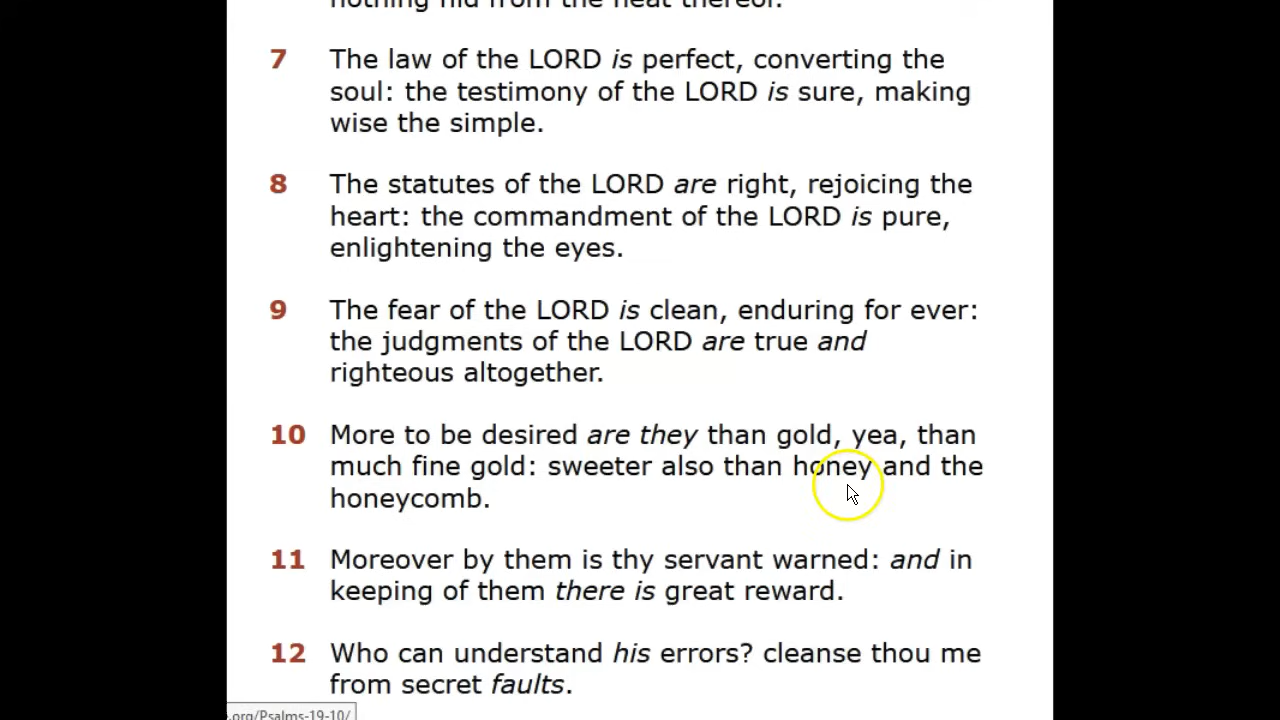 nothing hid from the heat thereof.
7 The law of the LORD is perfect, converting the
soul: the testimony of the LORD is sure, making
wise the simple.
8 The statutes of the LORD are right, rejoicing the
heart: the commandment of the LORD is pure,
enlightening the eyes.
9 The fear of the LORD is clean, enduring for ever:
the judgments of the LORD are true and
righteous altogether.
10 More to be desired are they than gold, yea, than
much fine gold: sweeter also than honey and the
honeycomb.
11 Moreover by them is thy servant warned: and in
keeping of them there is great reward.
12 Who can understand his errors? cleanse thou me
from secret faults.
.org/Psalms-19-10/